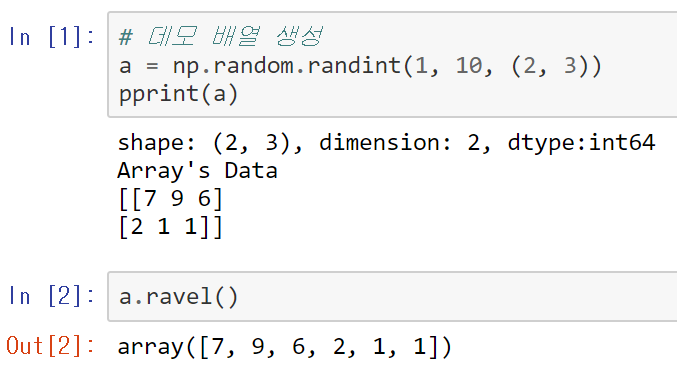 In [1]: # 데모 배열 생성
a = np.random.randint(1, 10, (2, 3))
pprint(a)
shape: (2, 3), dimension: 2, dtype:int64
Array's Data
[[7 9 6]
[2 1 1]]
In [2]: a.ravel()
Out[2]: array([7, 9, 6, 2, 1, 1])